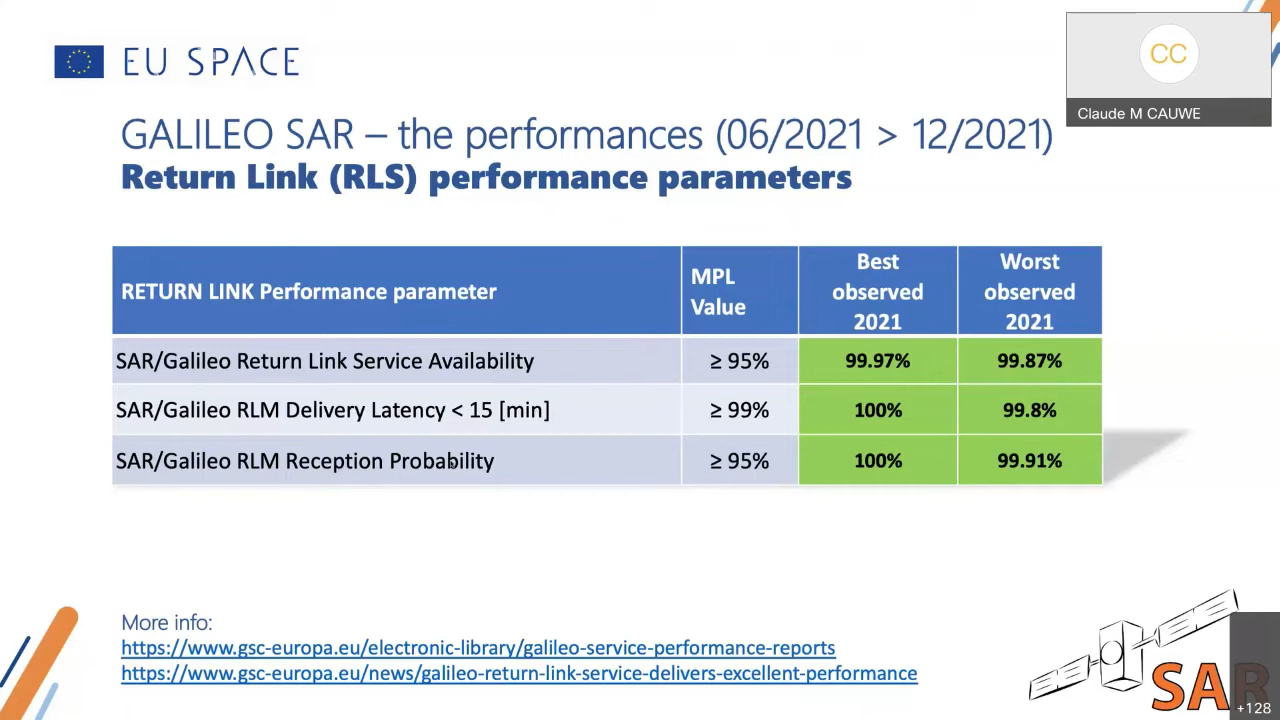 EU SPACE
CC
Claude M CAUWE
GALILEO SAR – the performances (06/2021 > 12/2021)
Return Link (RLS) performance parameters
RETURN LINK Performance parameter
MPL
Value
Best
observed
2021
Worst
observed
2021
SAR/Galileo Return Link Service Availability ≥ 95% 99.97% 99.87%
SAR/Galileo RLM Delivery Latency < 15 [min] ≥ 99% 100% 99.8%
SAR/Galileo RLM Reception Probability ≥ 95% 100% 99.91%
More info:
https://www.gsc-europa.eu/electronic-library/galileo-service-performance-reports
https://www.gsc-europa.eu/news/galileo-return-link-service-delivers-excellent-performance
SAR
+128